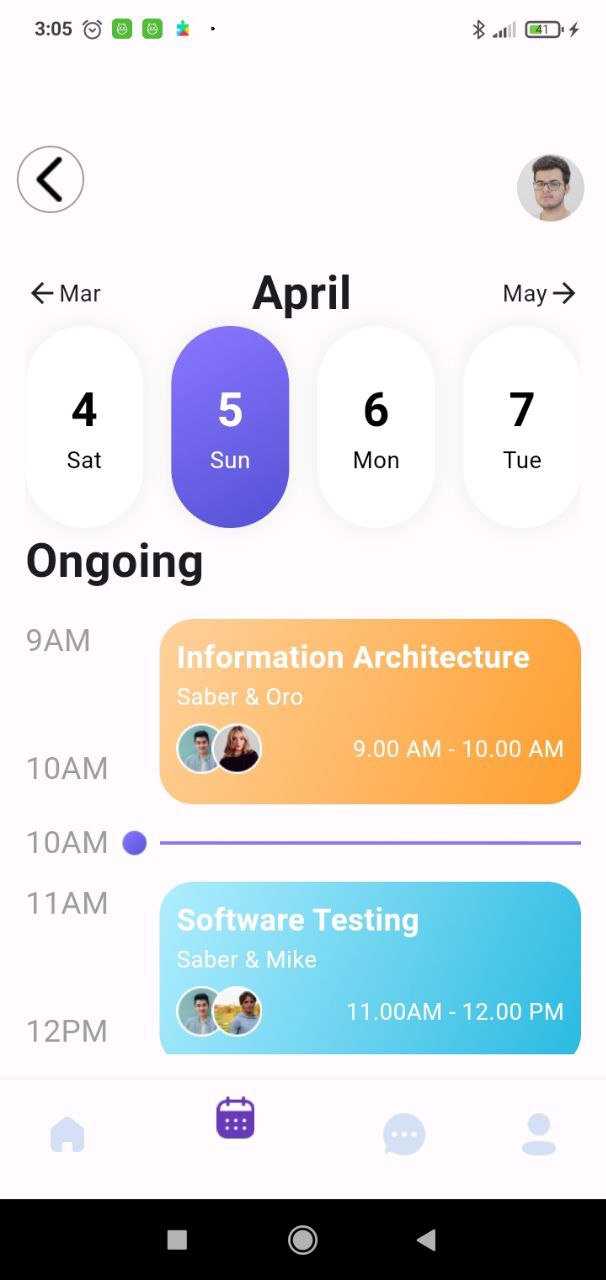 3:05
41
Mar
April
May
4
5
6
7
Sat
Sun
Mon
Tue
Ongoing
9AM
Information Architecture
Saber & Oro
9.00 AM - 10.00 AM
10AM
10AM
11AM
Software Testing
Saber & Mike
11.00AM - 12.00 PM
12PM